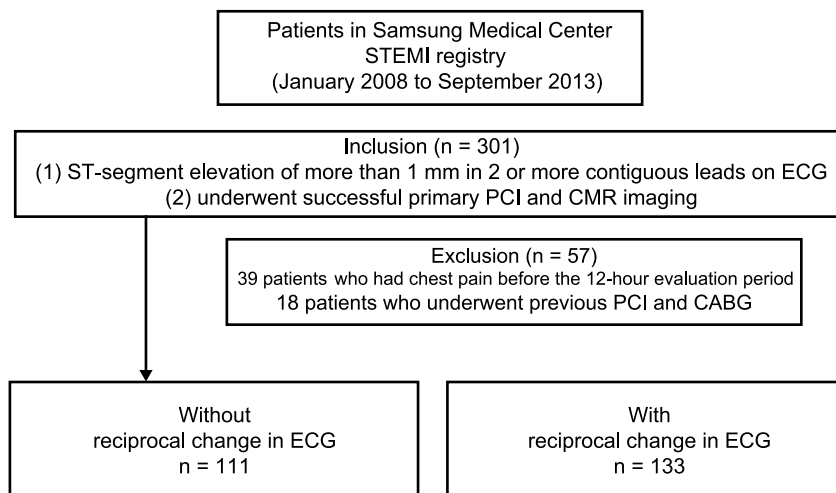 Patients in Samsung Medical Center
STEMI registry
(January 2008 to September 2013)
Inclusion (n = 301)
(1) ST-segment elevation of more than 1 mm in 2 or more contiguous leads on ECG
(2) underwent successful primary PCI and CMR imaging
Exclusion (n = 57)
39 patients who had chest pain before the 12-hour evaluation period
18 patients who underwent previous PCI and CABG
Without
reciprocal change in ECG
n = 111
With
reciprocal change in ECG
n = 133